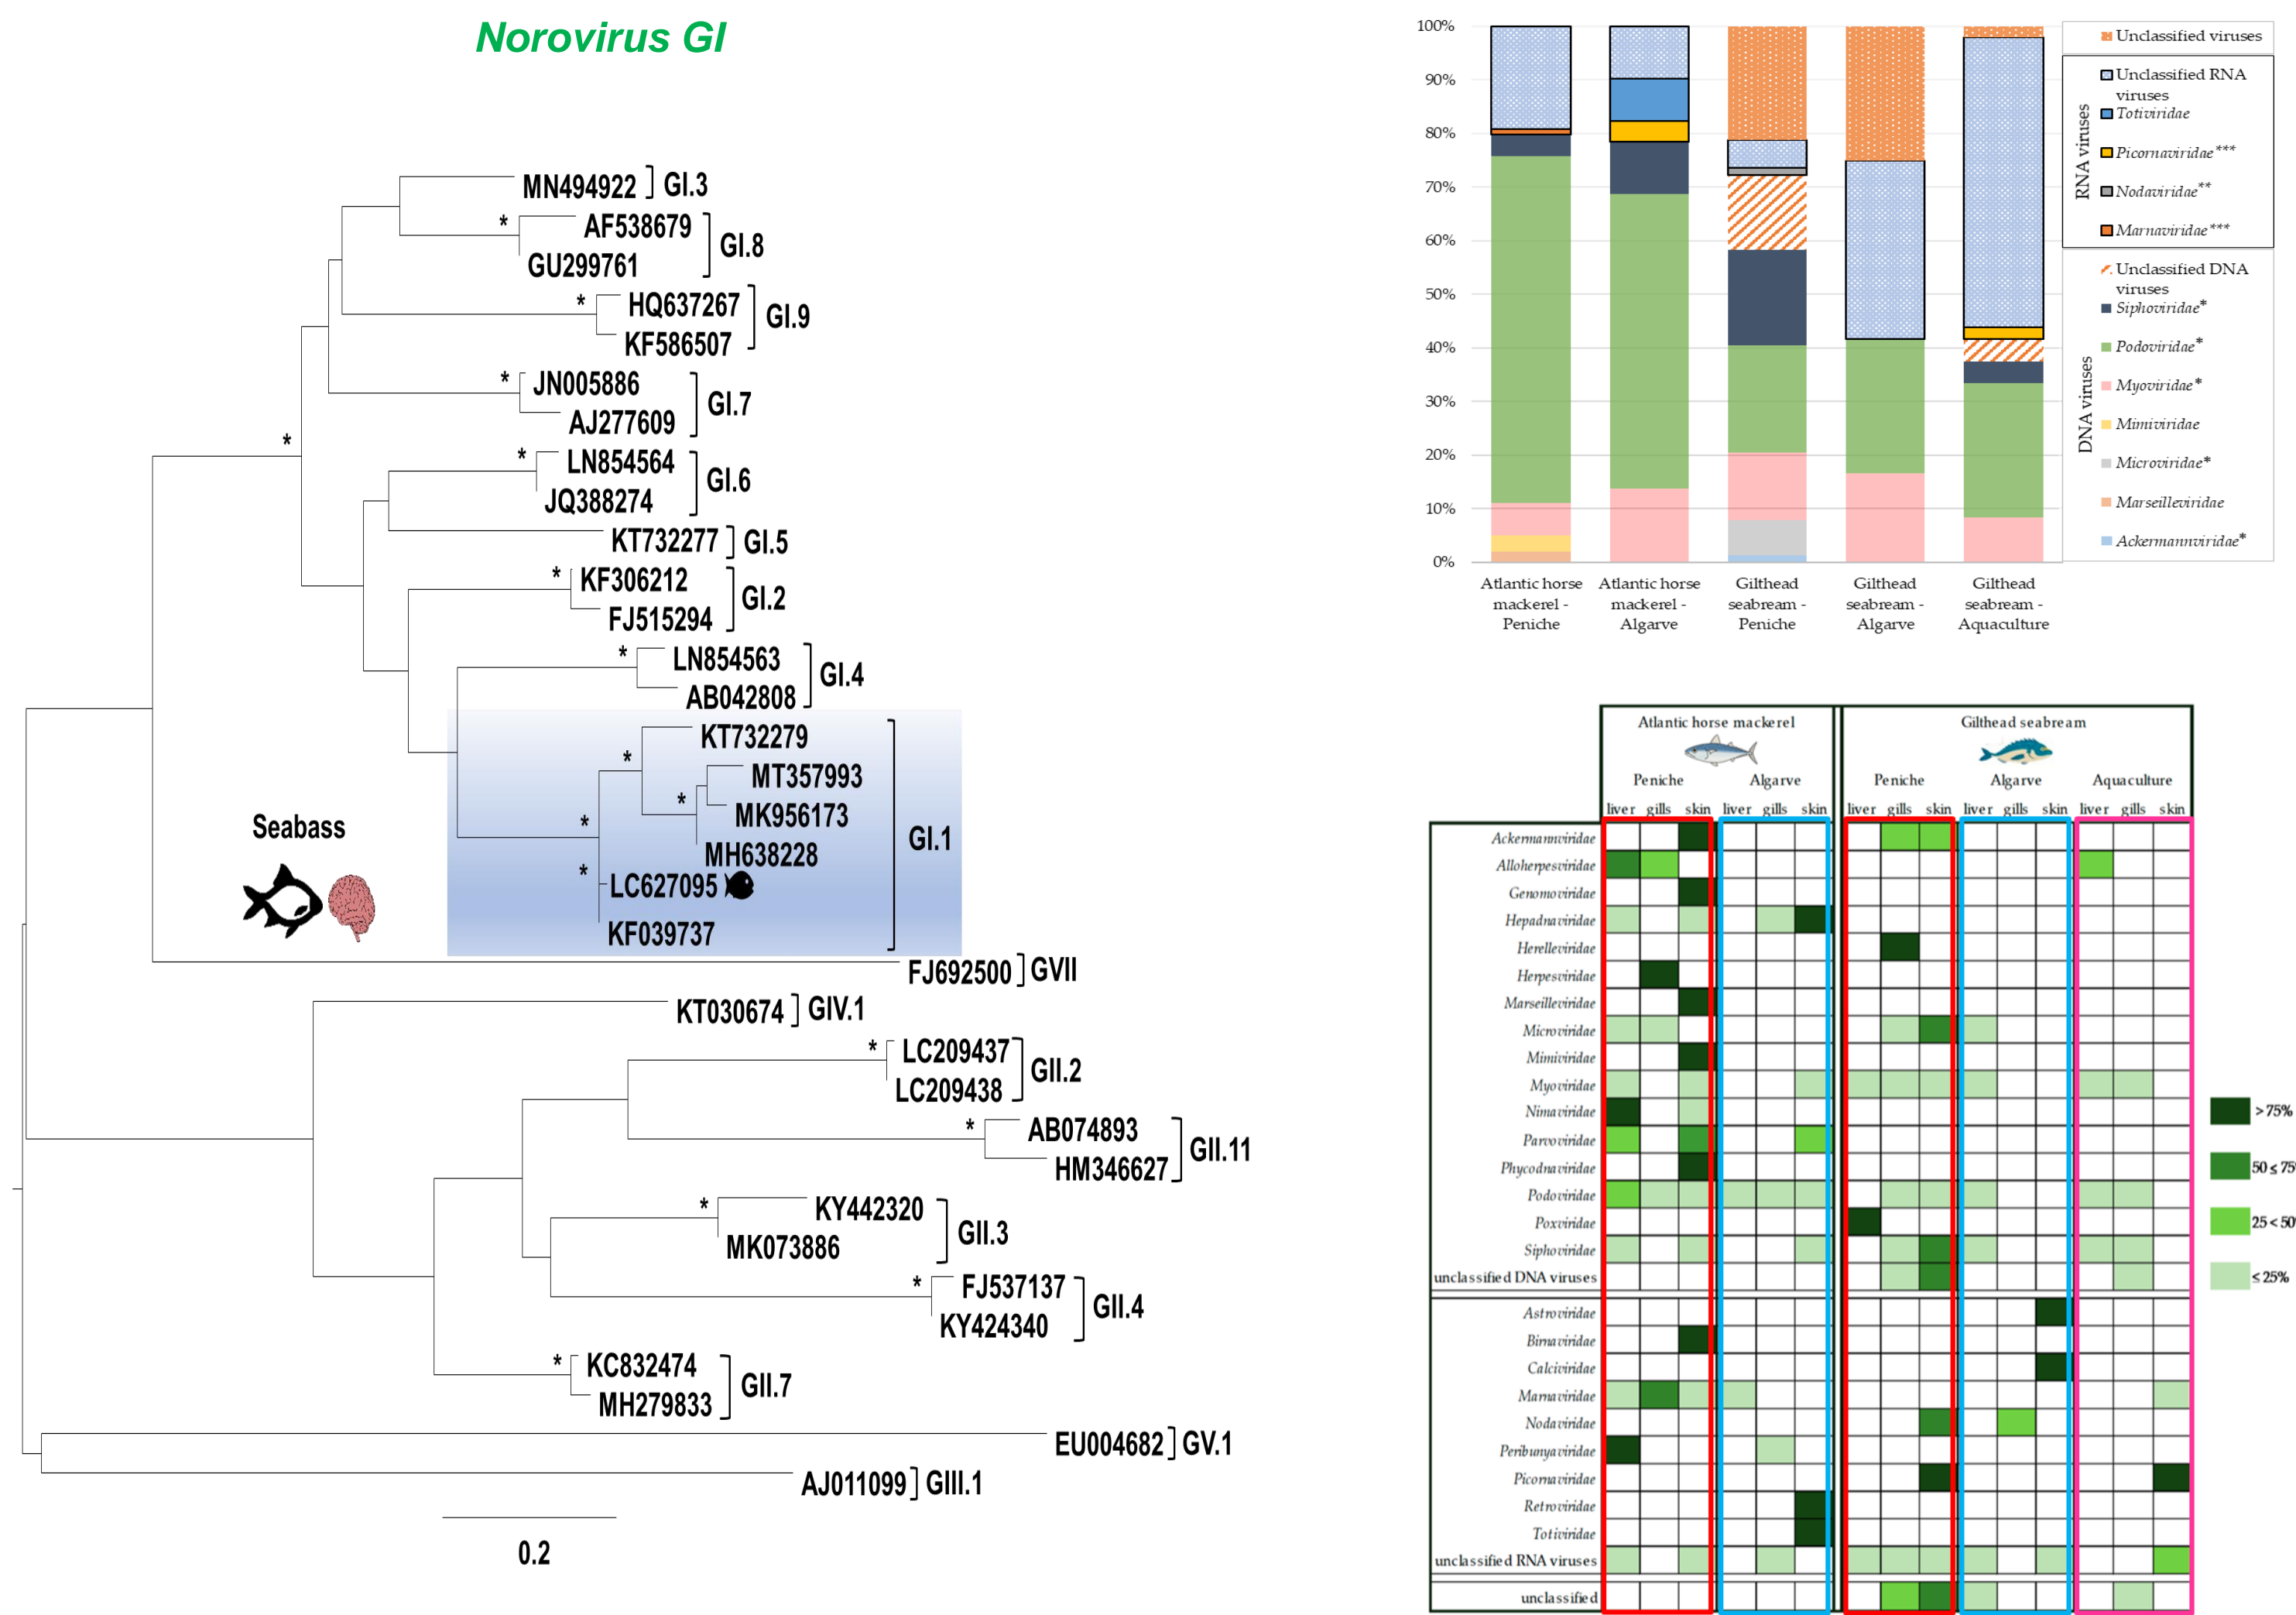 Norovirus GI
MN494922
GI.3
AF538679
GI.8
GU299761
HQ637267
GI.9
KF586507
JN005886
GI.7
AJ277609
LN854564
GI.6
JQ388274
KT732277
GI.5
KF306212
GI.2
FJ515294
LN854563
GI.4
AB042808
KT732279
MT357993
MK956173
GI.1
MH638228
LC627095
KF039737
Seabass
FJ692500
GVII
KT030674
GIV.1
LC209437
GII.2
LC209438
AB074893
GII.11
HM346627
KY442320
GII.3
MK073886
FJ537137
GII.4
KY424340
KC832474
GII.7
MH279833
EU004682
GV.1
AJ011099
GIII.1
0.2
100%
90%
80%
70%
60%
50%
40%
30%
20%
10%
0%
Atlantic horse mackerel - Peniche
Atlantic horse mackerel - Algarve
Gilthead seabream - Peniche
Gilthead seabream - Algarve
Gilthead seabream - Aquaculture
Unclassified viruses
RNA viruses
Unclassified RNA
viruses
Totiviridae
Picornaviridae***
Nodaviridae**
Marnaviridae***
DNA viruses
Unclassified DNA
viruses
Siphoviridae*
Podoviridae*
Myoviridae*
Mimiviridae
Microviridae*
Marseilleviridae
Ackermannviridae*
Atlantic horse mackerel
Gilthead seabream
Peniche Algarve Peniche Algarve Aquaculture
liver gills skin liver gills skin liver gills skin liver gills skin liver gills skin
Ackermannviridae
Alloherpesviridae
Genomoviridae
Hepadnaviridae
Herelleviridae
Herpesviridae
Marseilleviridae
Microviridae
Mimiviridae
Myoviridae
Nimaviridae
Parvoviridae
Phycodnaviridae
Podoviridae
Poxviridae
Siphoviridae
unclassified DNA viruses
Astroviridae
Birnaviridae
Calciviridae
Marnaviridae
Nodaviridae
Peribunyaviridae
Picornaviridae
Retroviridae
Totiviridae
unclassified RNA viruses
unclassified
> 75%
50 ≤ 75
25 < 50
≤ 25%